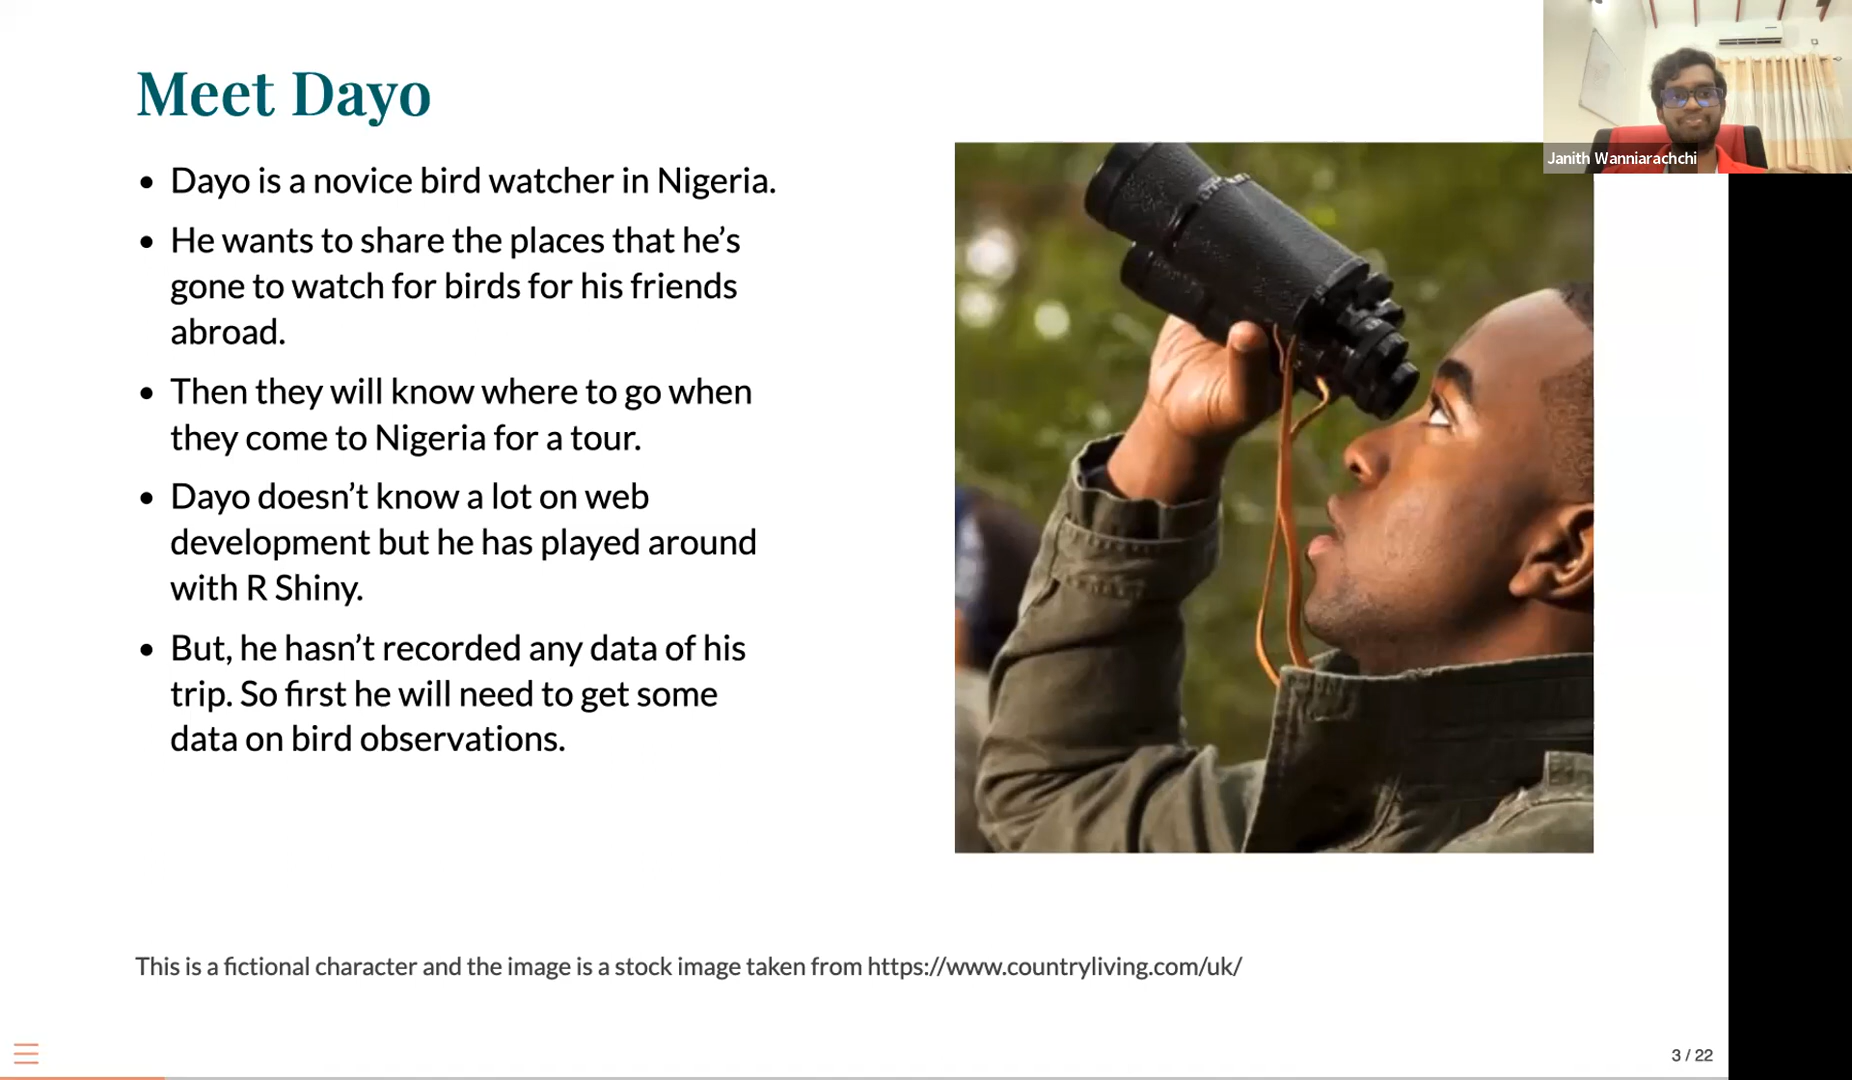 Meet Dayo
Janith Wanniarachchi
• Dayo is a novice bird watcher in Nigeria.
• He wants to share the places that he’s
gone to watch for birds for his friends
abroad.
• Then they will know where to go when
they come to Nigeria for a tour.
• Dayo doesn’t know a lot on web
development but he has played around
with R Shiny.
• But, he hasn’t recorded any data of his
trip. So first he will need to get some
data on bird observations.
This is a fictional character and the image is a stock image taken from https://www.countryliving.com/uk/
3 / 22